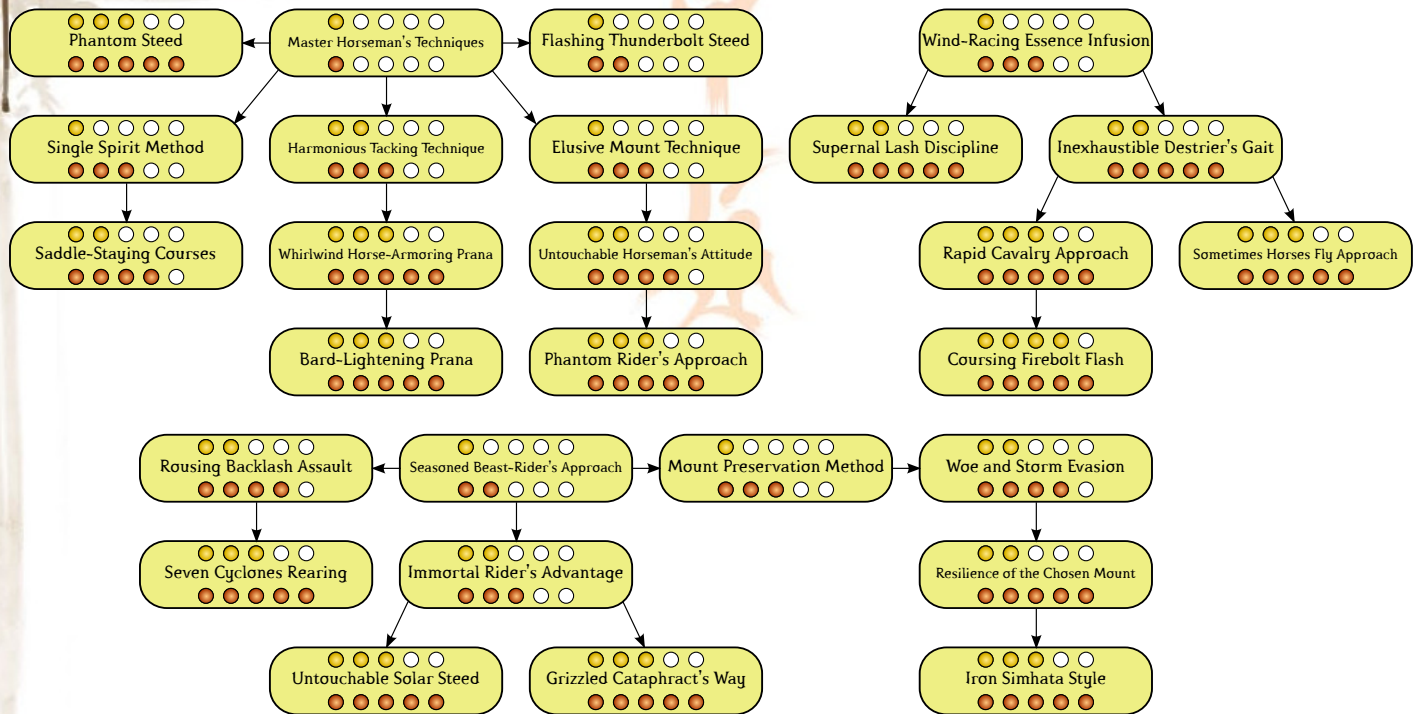 Phantom Steed
Master Horseman's Techniques
Flashing Thunderbolt Steed
Wind-Racing Essence Infusion
Single Spirit Method
Harmonious Tacking Technique
Elusive Mount Technique
Supernal Lash Discipline
Inexhaustible Destrier's Gait
Saddle-Staying Courses
Whirlwind Horse-Armoring Prana
Untouchable Horseman's Attitude
Rapid Cavalry Approach
Sometimes Horses Fly Approach
Bard-Lightening Prana
Phantom Rider's Approach
Coursing Firebolt Flash
Rousing Backlash Assault
Seasoned Beast-Rider's Approach
Mount Preservation Method
Woe and Storm Evasion
Seven Cyclones Rearing
Immortal Rider's Advantage
Resilience of the Chosen Mount
Untouchable Solar Steed
Grizzled Cataphract's Way
Iron Simhata Style